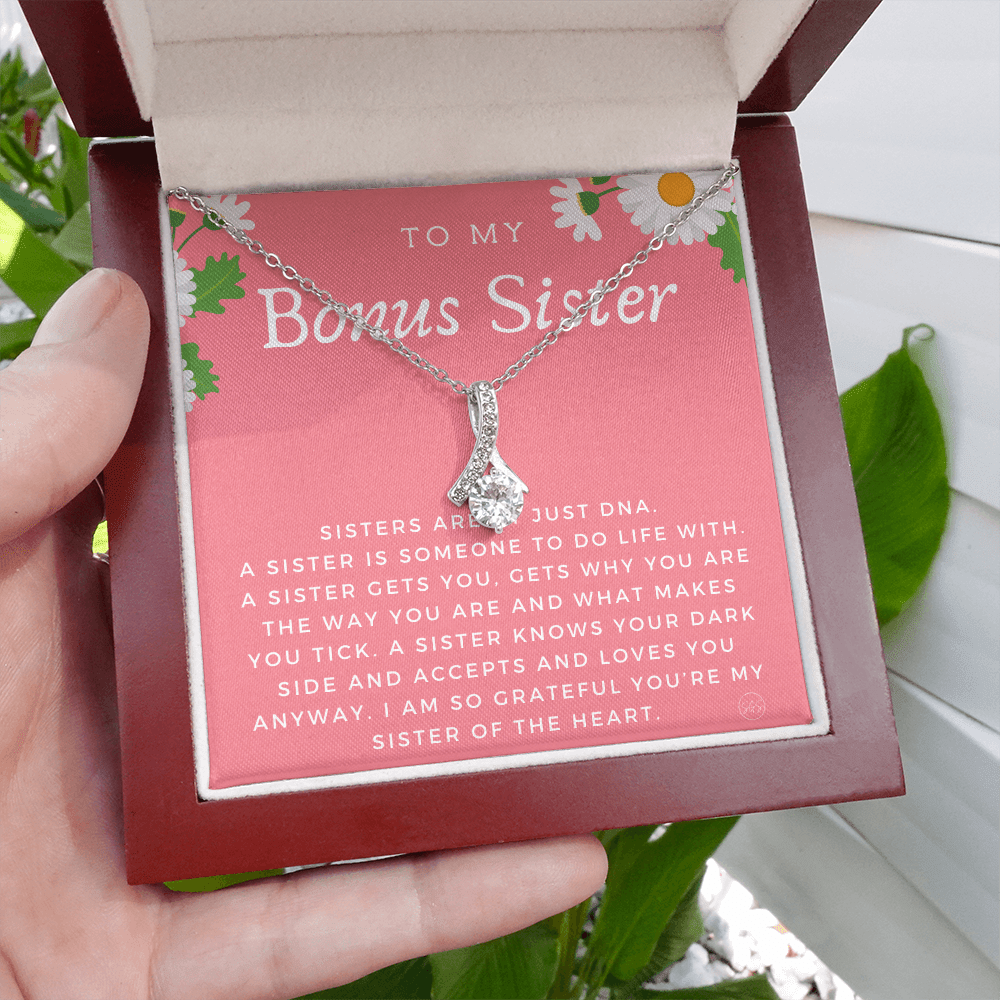 TO MY
Bonus Sister
SISTERS ARE JUST DNA.
A SISTER IS SOMEONE TO DO LIFE WITH.
A SISTER GETS YOU, GETS WHY YOU ARE
THE WAY YOU ARE AND WHAT MAKES
YOU TICK. A SISTER KNOWS YOUR DARK
SIDE AND ACCEPTS AND LOVES YOU
ANYWAY. I AM SO GRATEFUL YOU'RE MY
SISTER OF THE HEART.